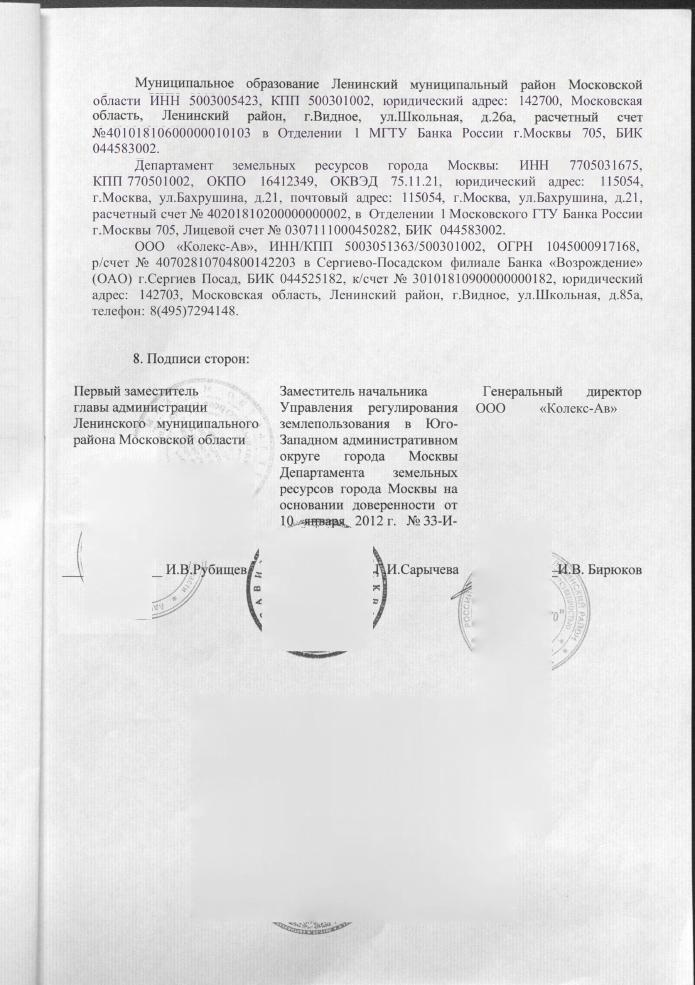 Муниципальное образование Ленинский муниципальный район Московской
области ИНН 5003005423, КПП 500301002, юридический адрес: 142700, Московская
область, Ленинский район, г.Видное, ул.Школьная, д.26а, расчетный счет
№40101810600000010103 в Отделении 1 МГТУ Банка России г.Москвы 705, БИК
044583002.
Департамент земельных ресурсов города Москвы: ИНН 7705031675,
КПП 770501002, ОКПО 16412349, ОКВЭД 75.11.21, юридический адрес: 115054,
г.Москва, ул.Бахрушина, д.21, почтовый адрес: 115054, г.Москва, ул.Бахрушина, д.21,
расчетный счет № 40201810200000000002, в Отделении 1 Московского ГТУ Банка России
г.Москвы 705, Лицевой счет № 0307111000450282, БИК 044583002.
ООО «Колекс-Ав», ИНН/КПП 5003051363/500301002, ОГРН 1045000917168,
р/счет № 40702810704800142203 в Сергиево-Посадском филиале Банка «Возрождение»
(ОАО) г.Сергиев Посад, БИК 044525182, к/счет № 30101810900000000182, юридический
адрес: 142703, Московская область, Ленинский район, г.Видное, ул.Школьная, д.85а,
телефон: 8(495)7294148.
8. Подписи сторон:
Первый заместитель
главы администрации
Ленинского муниципального
района Московской области
И.В.Рубищев
Заместитель начальника
Управления регулирования
землепользования в Юго-
Западном административном
округе города Москвы
Департамента земельных
ресурсов города Москвы на
основании доверенности от
10 января 2012 г. № 33-И-
Г.И.Сарычева
Генеральный директор
ООО «Колекс-Ав»
И.В. Бирюков